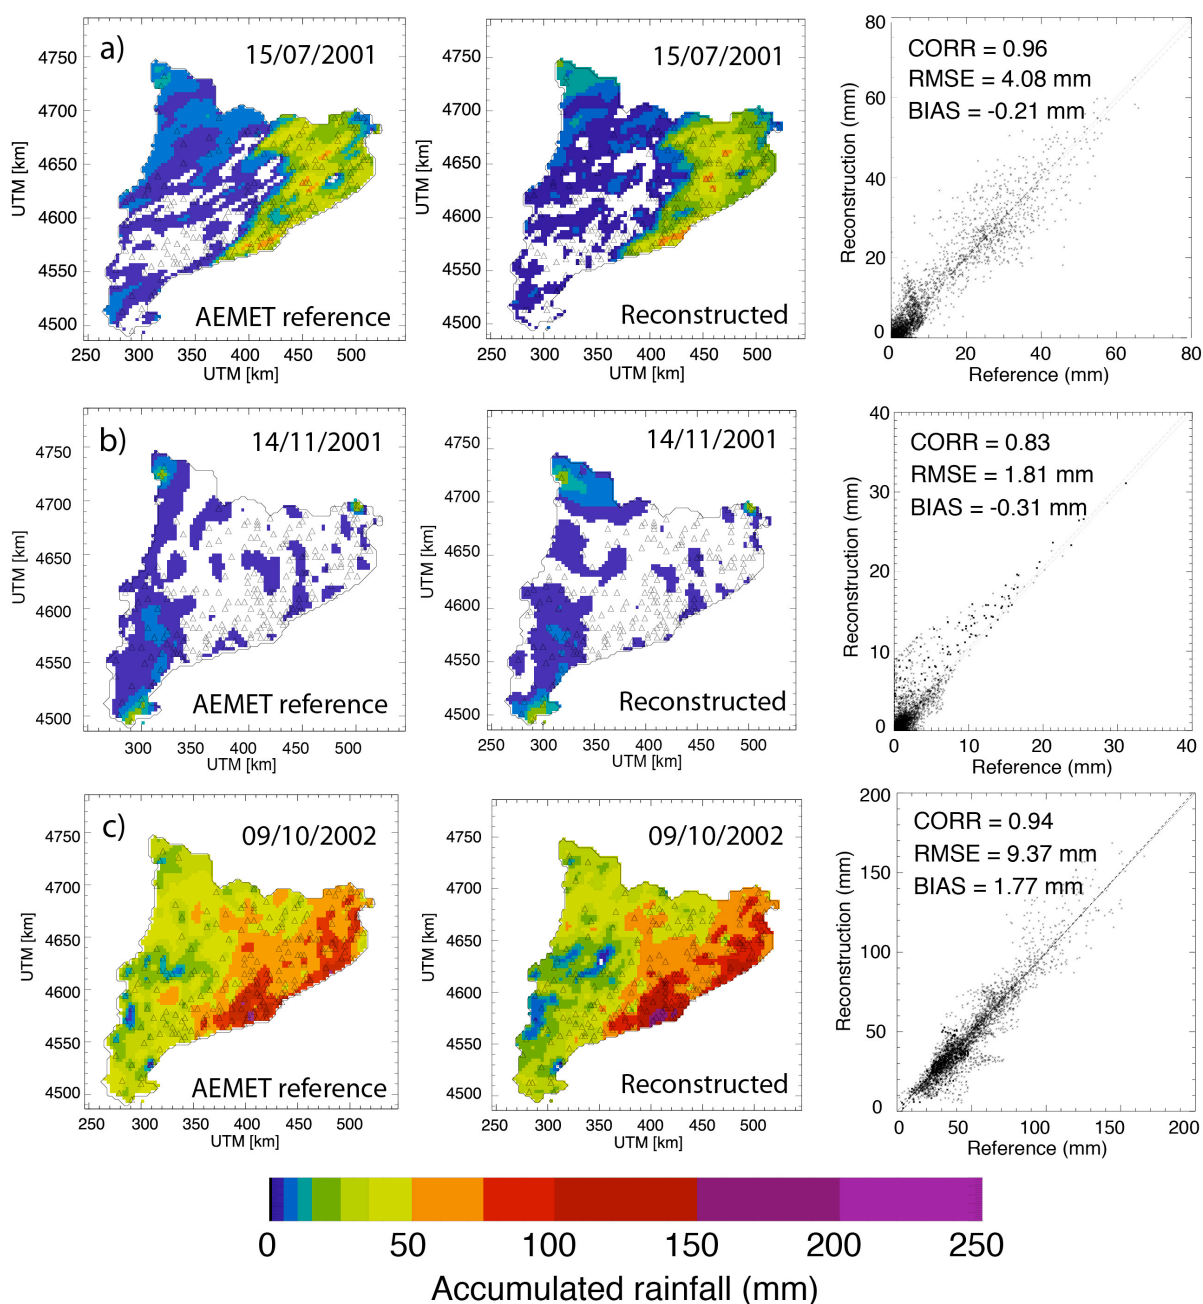 a)
15/07/2001
4750
4700
4650
4600
4550
4500
UTM [km]
AEMET reference
250 300 350 400 450 500
UTM [km]
15/07/2001
4750
4700
4650
4600
4550
4500
UTM [km]
Reconstructed
250 300 350 400 450 500
UTM [km]
80
60
40
20
0
Reconstruction (mm)
CORR = 0.96
RMSE = 4.08 mm
BIAS = -0.21 mm
0 20 40 60 80
Reference (mm)
b)
14/11/2001
4750
4700
4650
4600
4550
4500
UTM [km]
AEMET reference
300 350 400 450 500
UTM [km]
14/11/2001
4750
4700
4650
4600
4550
4500
UTM [km]
Reconstructed
250 300 350 400 450 500
UTM [km]
40
30
20
10
0
Reconstruction (mm)
CORR = 0.83
RMSE = 1.81 mm
BIAS = -0.31 mm
0 10 20 30 40
Reference (mm)
c)
09/10/2002
4750
4700
4650
4600
4550
4500
UTM [km]
AEMET reference
250 300 350 400 450 500
UTM [km]
09/10/2002
4750
4700
4650
4600
4550
4500
UTM [km]
Reconstructed
250 300 350 400 450 500
UTM [km]
200
150
100
50
0
Reconstruction (mm)
CORR = 0.94
RMSE = 9.37 mm
BIAS = 1.77 mm
0 50 100 150 200
Reference (mm)
0 50 100 150 200 250
Accumulated rainfall (mm)